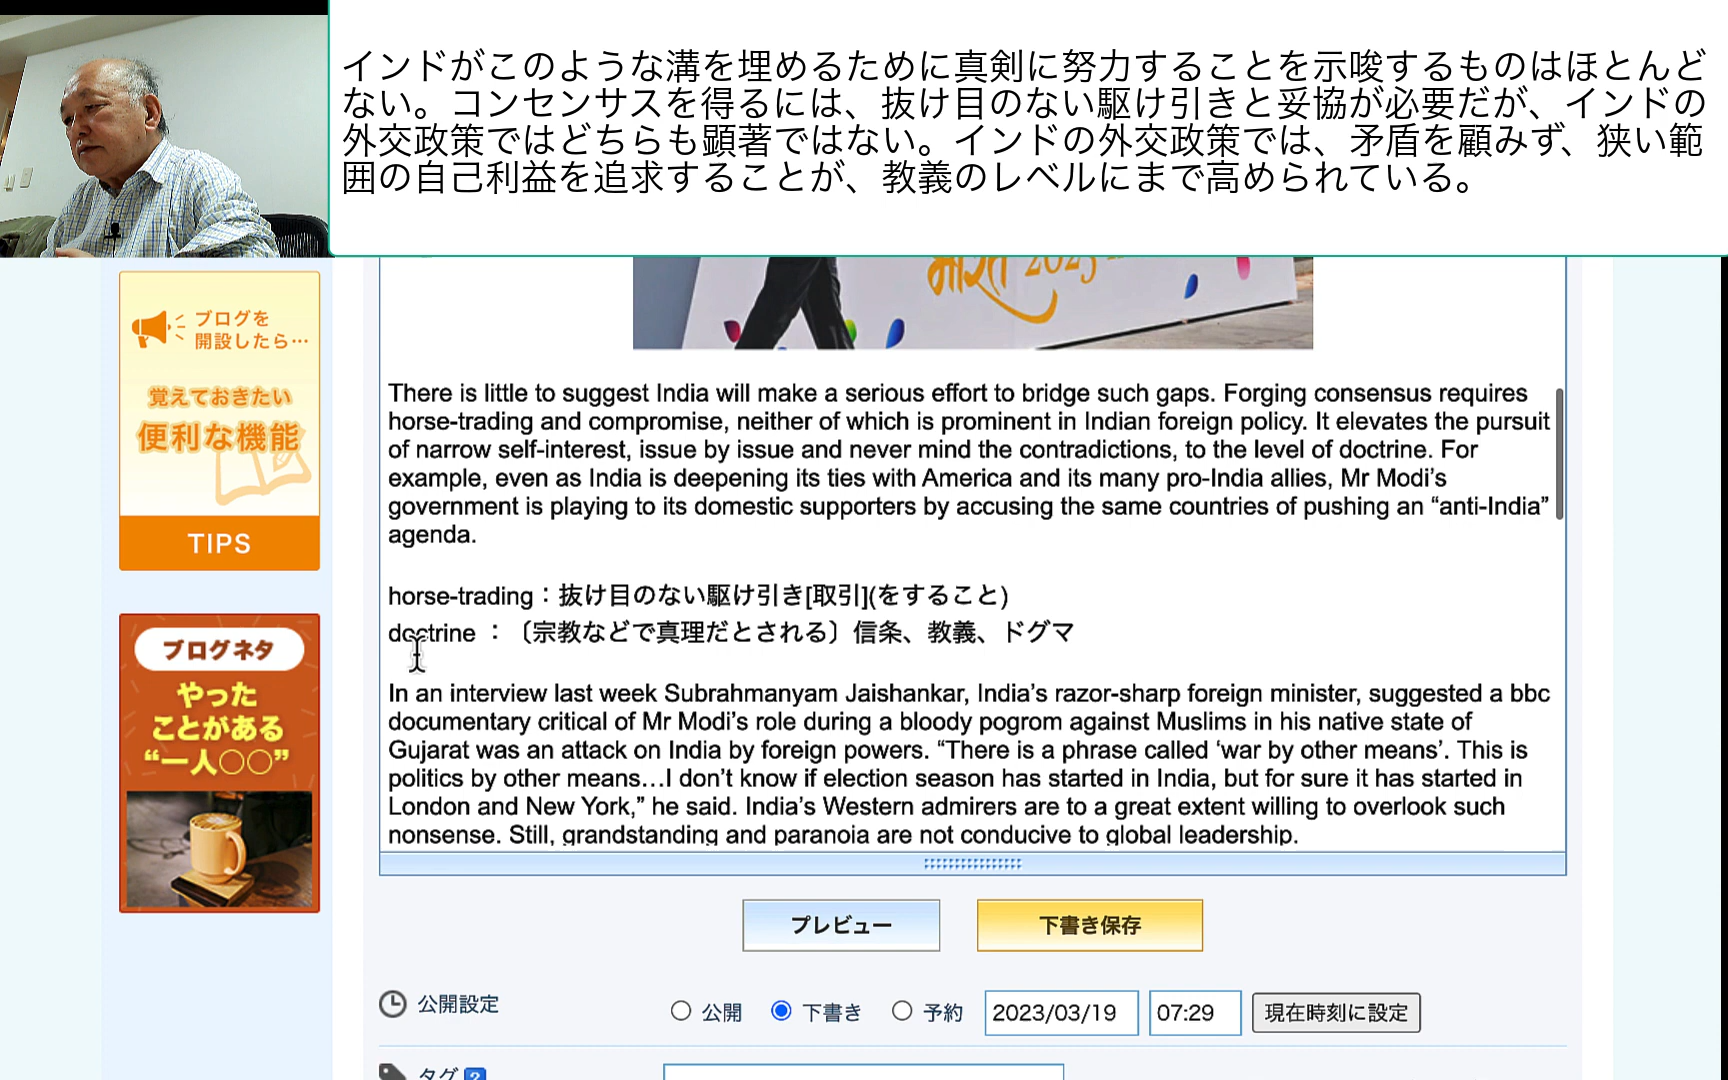 インドがこのような溝を埋めるために真剣に努力することを示唆するものはほとんど
ない。コンセンサスを得るには、抜け目のない駆け引きと妥協が必要だが、インドの
外交政策ではどちらも顕著ではない。インドの外交政策では、矛盾を顧みず、狭い範
囲の自己利益を追求することが、教義のレベルにまで高められている。
ブログを
開設したら…
覚えておきたい
便利な機能
TIPS
ブログネタ
やった
ことがある
“一人○○”
There is little to suggest India will make a serious effort to bridge such gaps. Forging consensus requires
horse-trading and compromise, neither of which is prominent in Indian foreign policy. It elevates the pursuit
of narrow self-interest, issue by issue and never mind the contradictions, to the level of doctrine. For
example, even as India is deepening its ties with America and its many pro-India allies, Mr Modi’s
government is playing to its domestic supporters by accusing the same countries of pushing an “anti-India”
agenda.
horse-trading：抜け目のない駆け引き[取引](をすること)
doctrine ：〔宗教などで真理だとされる〕信条、教義、ドグマ
In an interview last week Subrahmanyam Jaishankar, India’s razor-sharp foreign minister, suggested a bbc
documentary critical of Mr Modi’s role during a bloody pogrom against Muslims in his native state of
Gujarat was an attack on India by foreign powers. “There is a phrase called ‘war by other means’. This is
politics by other means…I don’t know if election season has started in India, but for sure it has started in
London and New York,” he said. India’s Western admirers are to a great extent willing to overlook such
nonsense. Still, grandstanding and paranoia are not conducive to global leadership.
プレビュー
下書き保存
公開設定
公開
下書き
予約
2023/03/19
07:29
現在時刻に設定
タグ ?